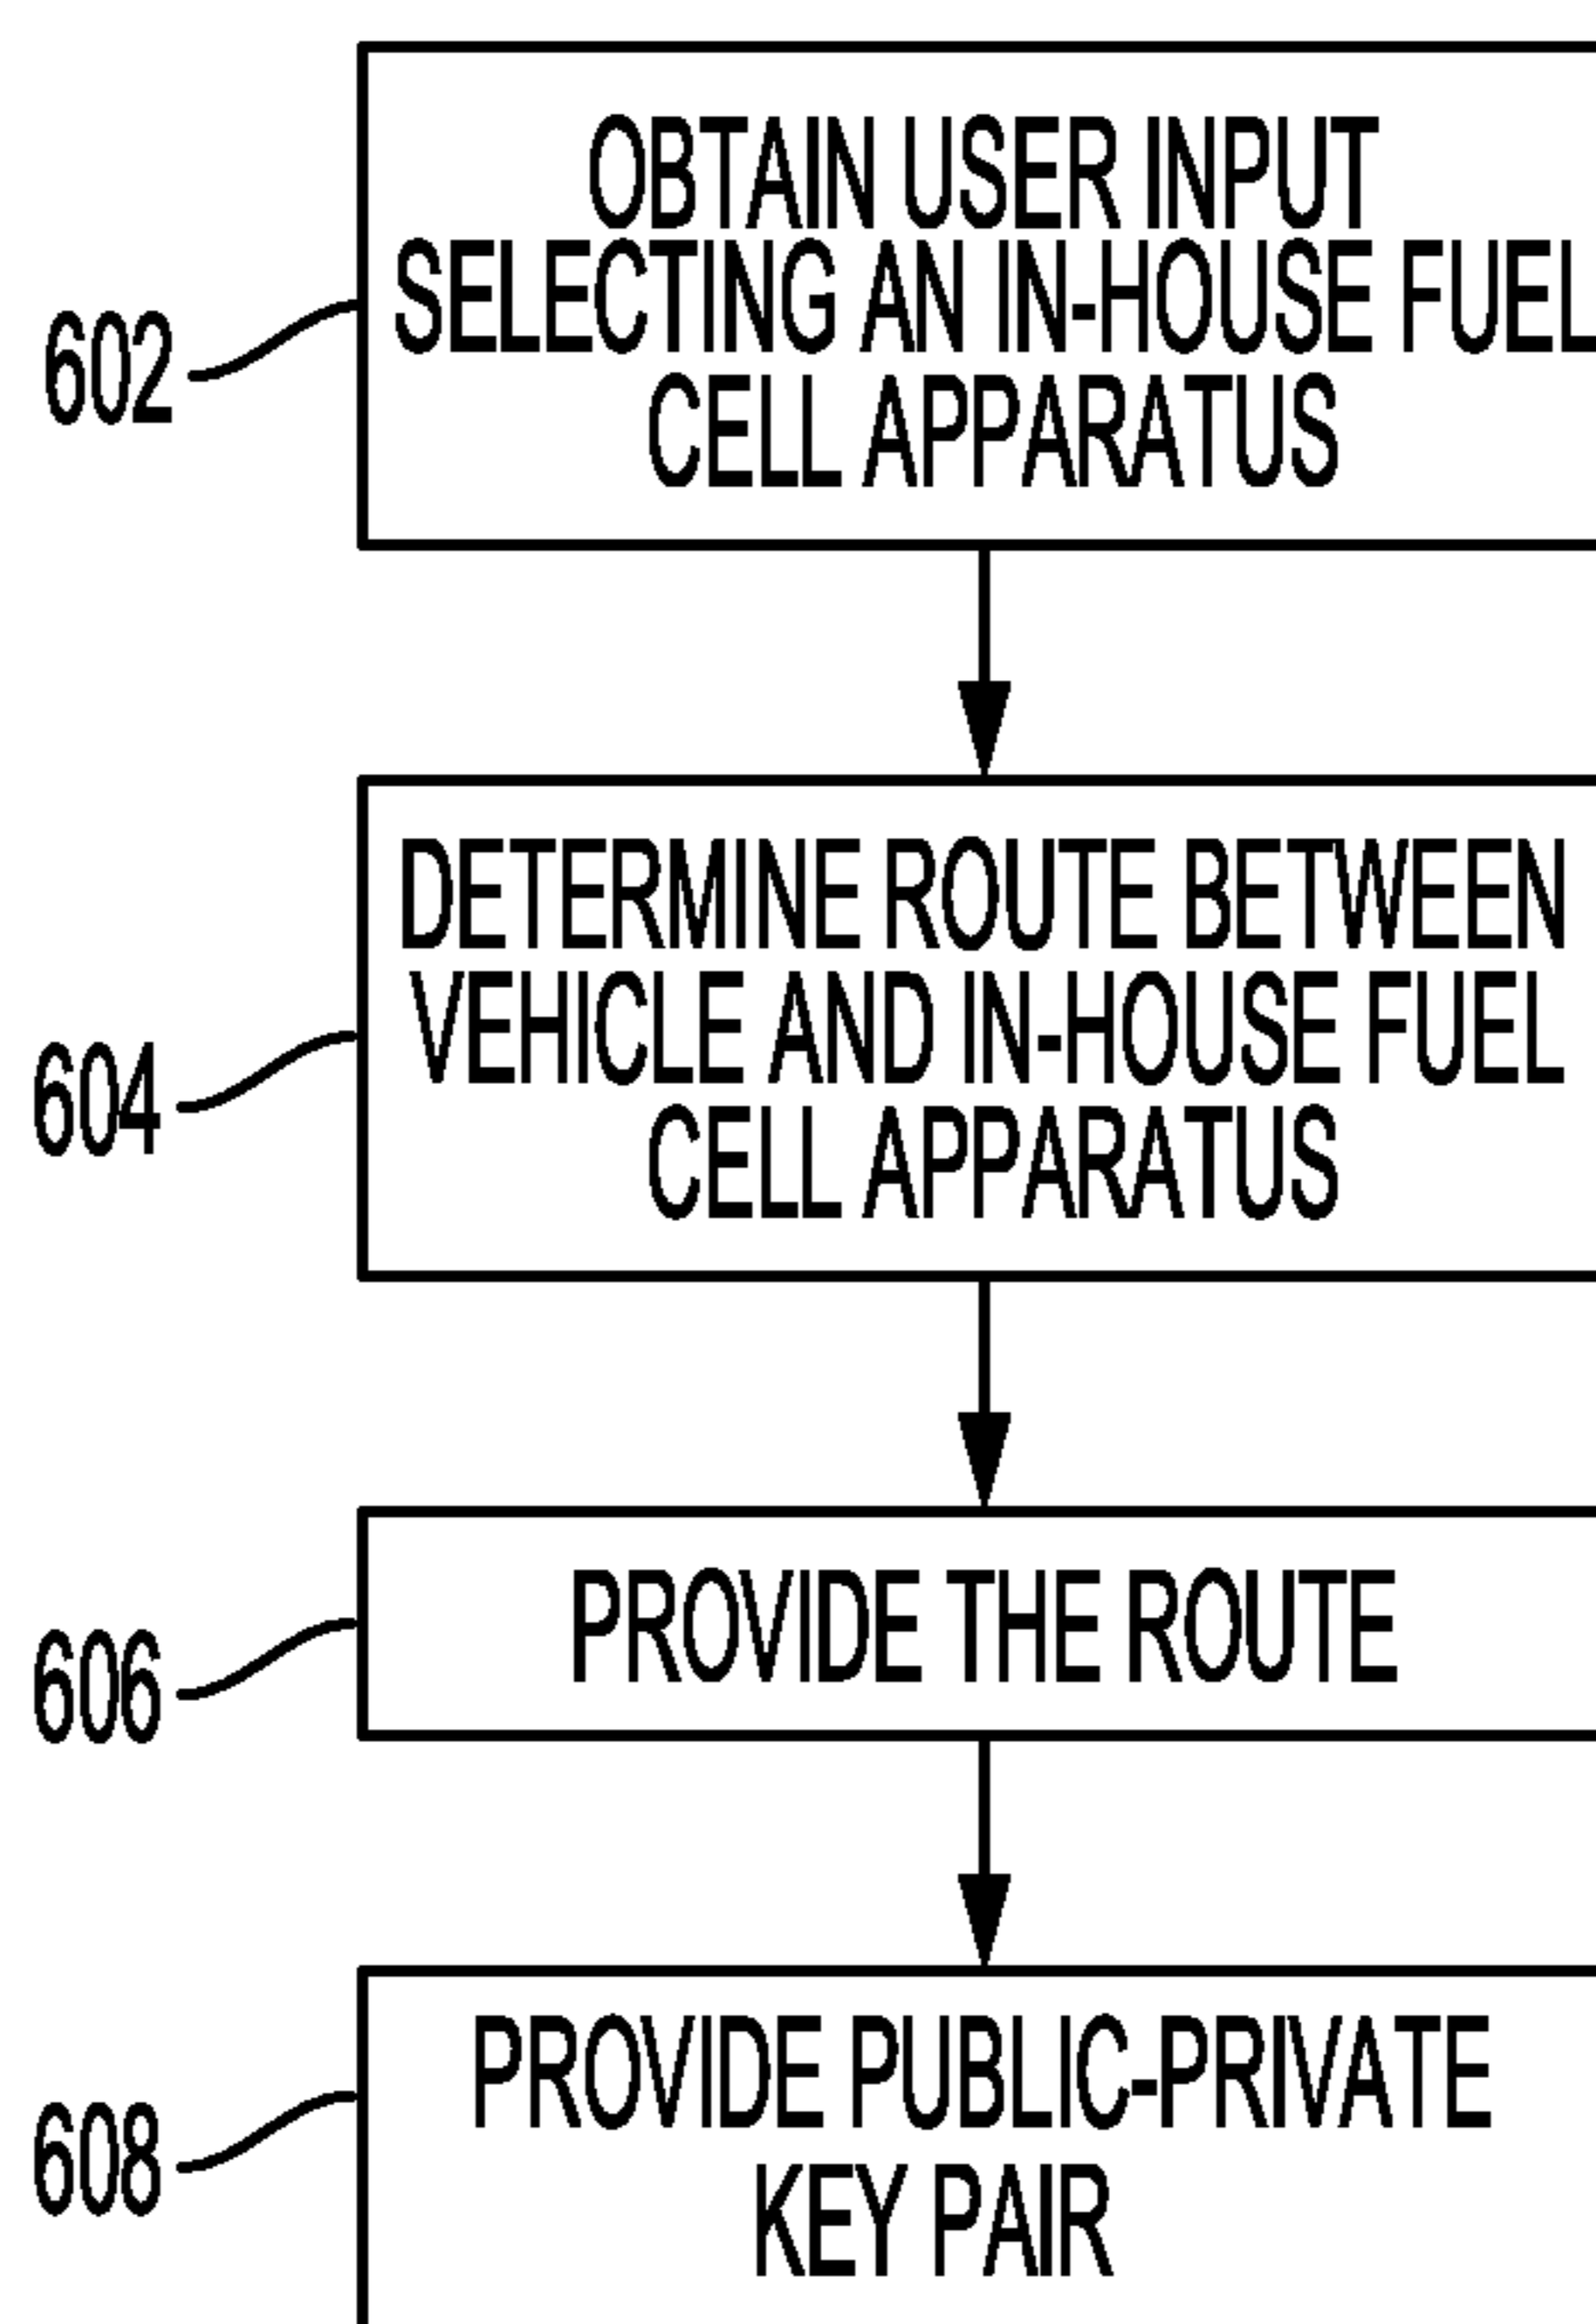 OBTAIN USER INPUT
SELECTING AN IN-HOUSE FUEL
CELL APPARATUS
602
DETERMINE ROUTE BETWEEN
VEHICLE AND IN-HOUSE FUEL
CELL APPARATUS
604
PROVIDE THE ROUTE
606
PROVIDE PUBLIC-PRIVATE
KEY PAIR
608